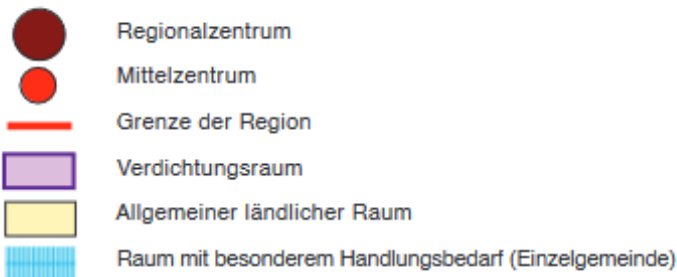 Regionalzentrum
Mittelzentrum
Grenze der Region
Verdichtungsraum
Allgemeiner ländlicher Raum
Raum mit besonderem Handlungsbedarf (Einzelgemeinde)